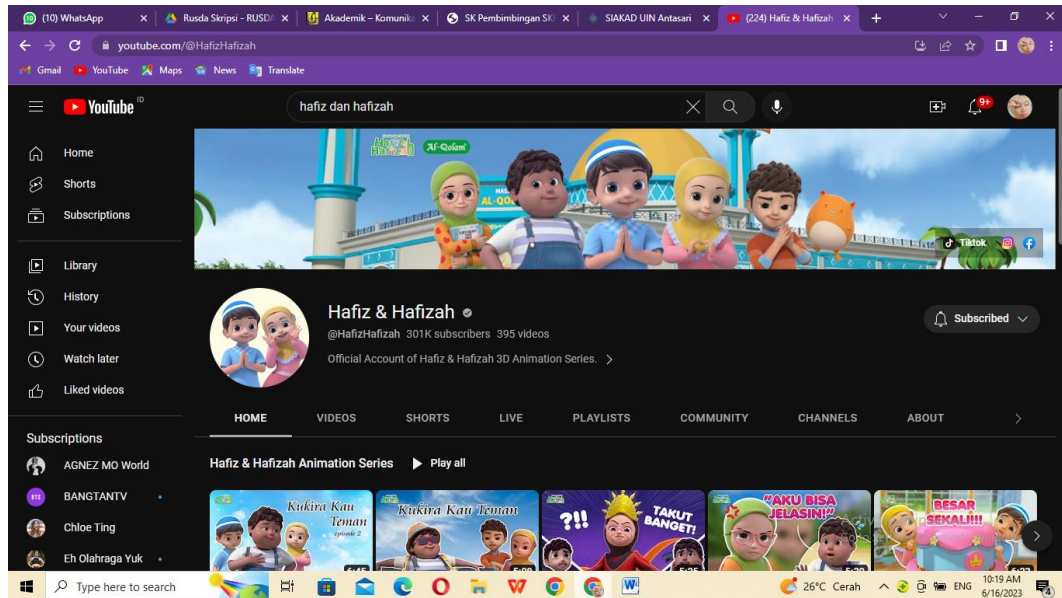 (10) WhatsApp
Rusda Skripsi - RUSDA
Akademik – Komunik
SK Pembimbingan SK
SIAKAD UIN Antasari
(224) Hafiz & Hafizah
youtube.com/@HafizHafizah
Gmail YouTube Maps News Translate
YouTube ID
hafiz dan hafizah
9+
Home
Shorts
Subscriptions
Library
History
Your videos
Watch later
Liked videos
Subscriptions
AGNEZ MO World
BANGTANTV
Chloe Ting
Eh Olahraga Yuk
Hafiz Hafizah
Al-Qolam
Tiktok
Hafiz & Hafizah
@HafizHafizah 301K subscribers 395 videos
Official Account of Hafiz & Hafizah 3D Animation Series.
Subscribed
HOME VIDEOS SHORTS LIVE PLAYLISTS COMMUNITY CHANNELS ABOUT
Hafiz & Hafizah Animation Series Play all
Kukira Kau
Teman
episode 2
Kukira Kau Teman
?!!
TAKUT
BANGET!
"AKU BISA
JELASIN!"
BESAR
SEKALI!!!
Type here to search
26°C Cerah
ENG
10:19 AM
6/16/2023